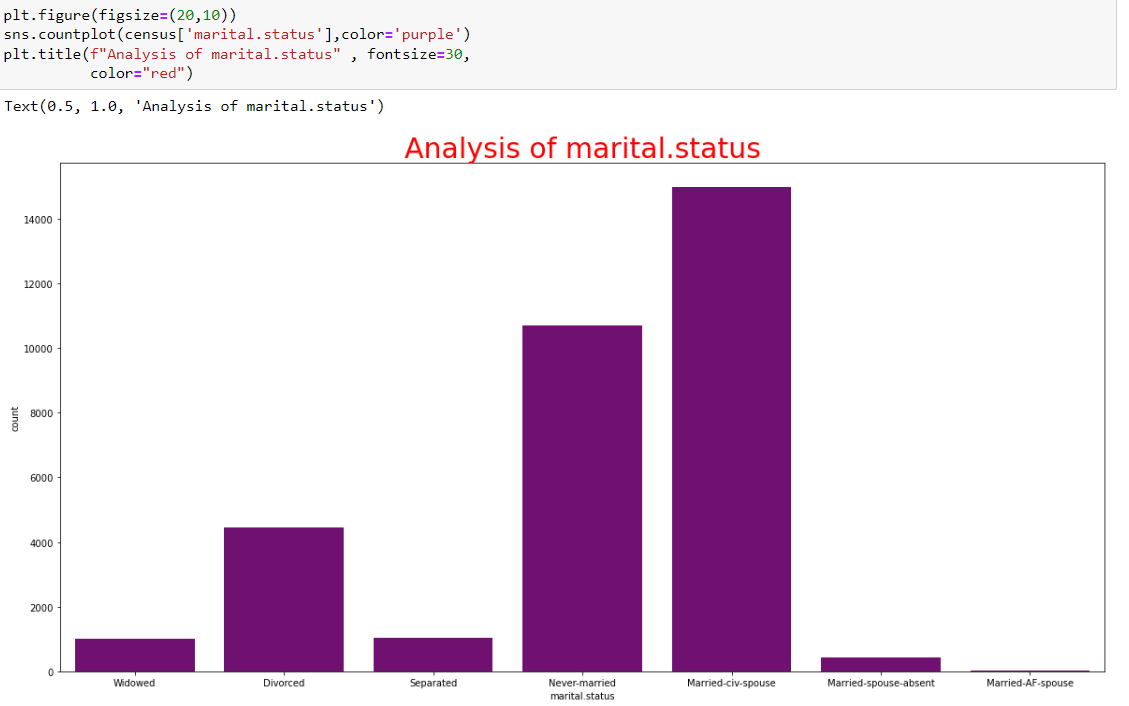 plt.figure(figsize=(20,10))
sns.countplot(census['marital.status'],color='purple')
plt.title(f"Analysis of marital.status" , fontsize=30,
          color="red")
Text(0.5, 1.0, 'Analysis of marital.status')
Analysis of marital.status
14000
12000
10000
8000
6000
4000
2000
0
count
Widowed Divorced Separated Never-married Married-civ-spouse Married-spouse-absent Married-AF-spouse
marital.status